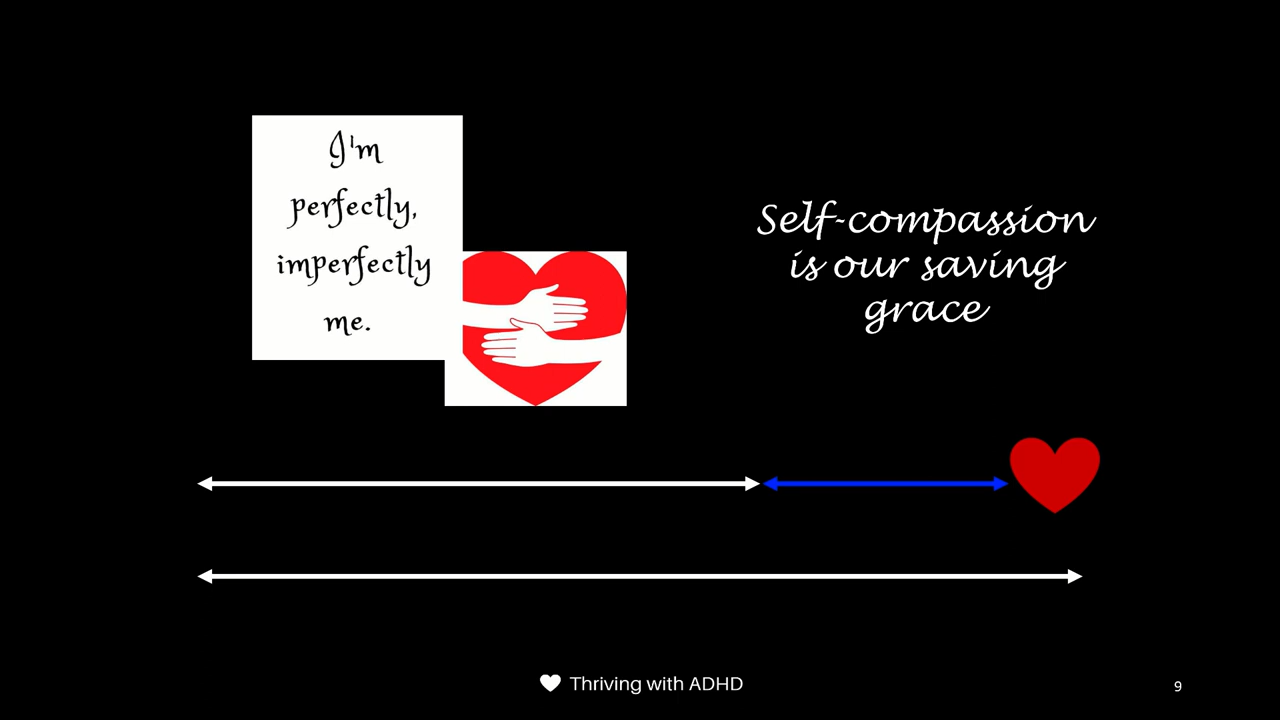 I'm
perfectly,
imperfectly
me.
Self-compassion
is our saving
grace
Thriving with ADHD
9